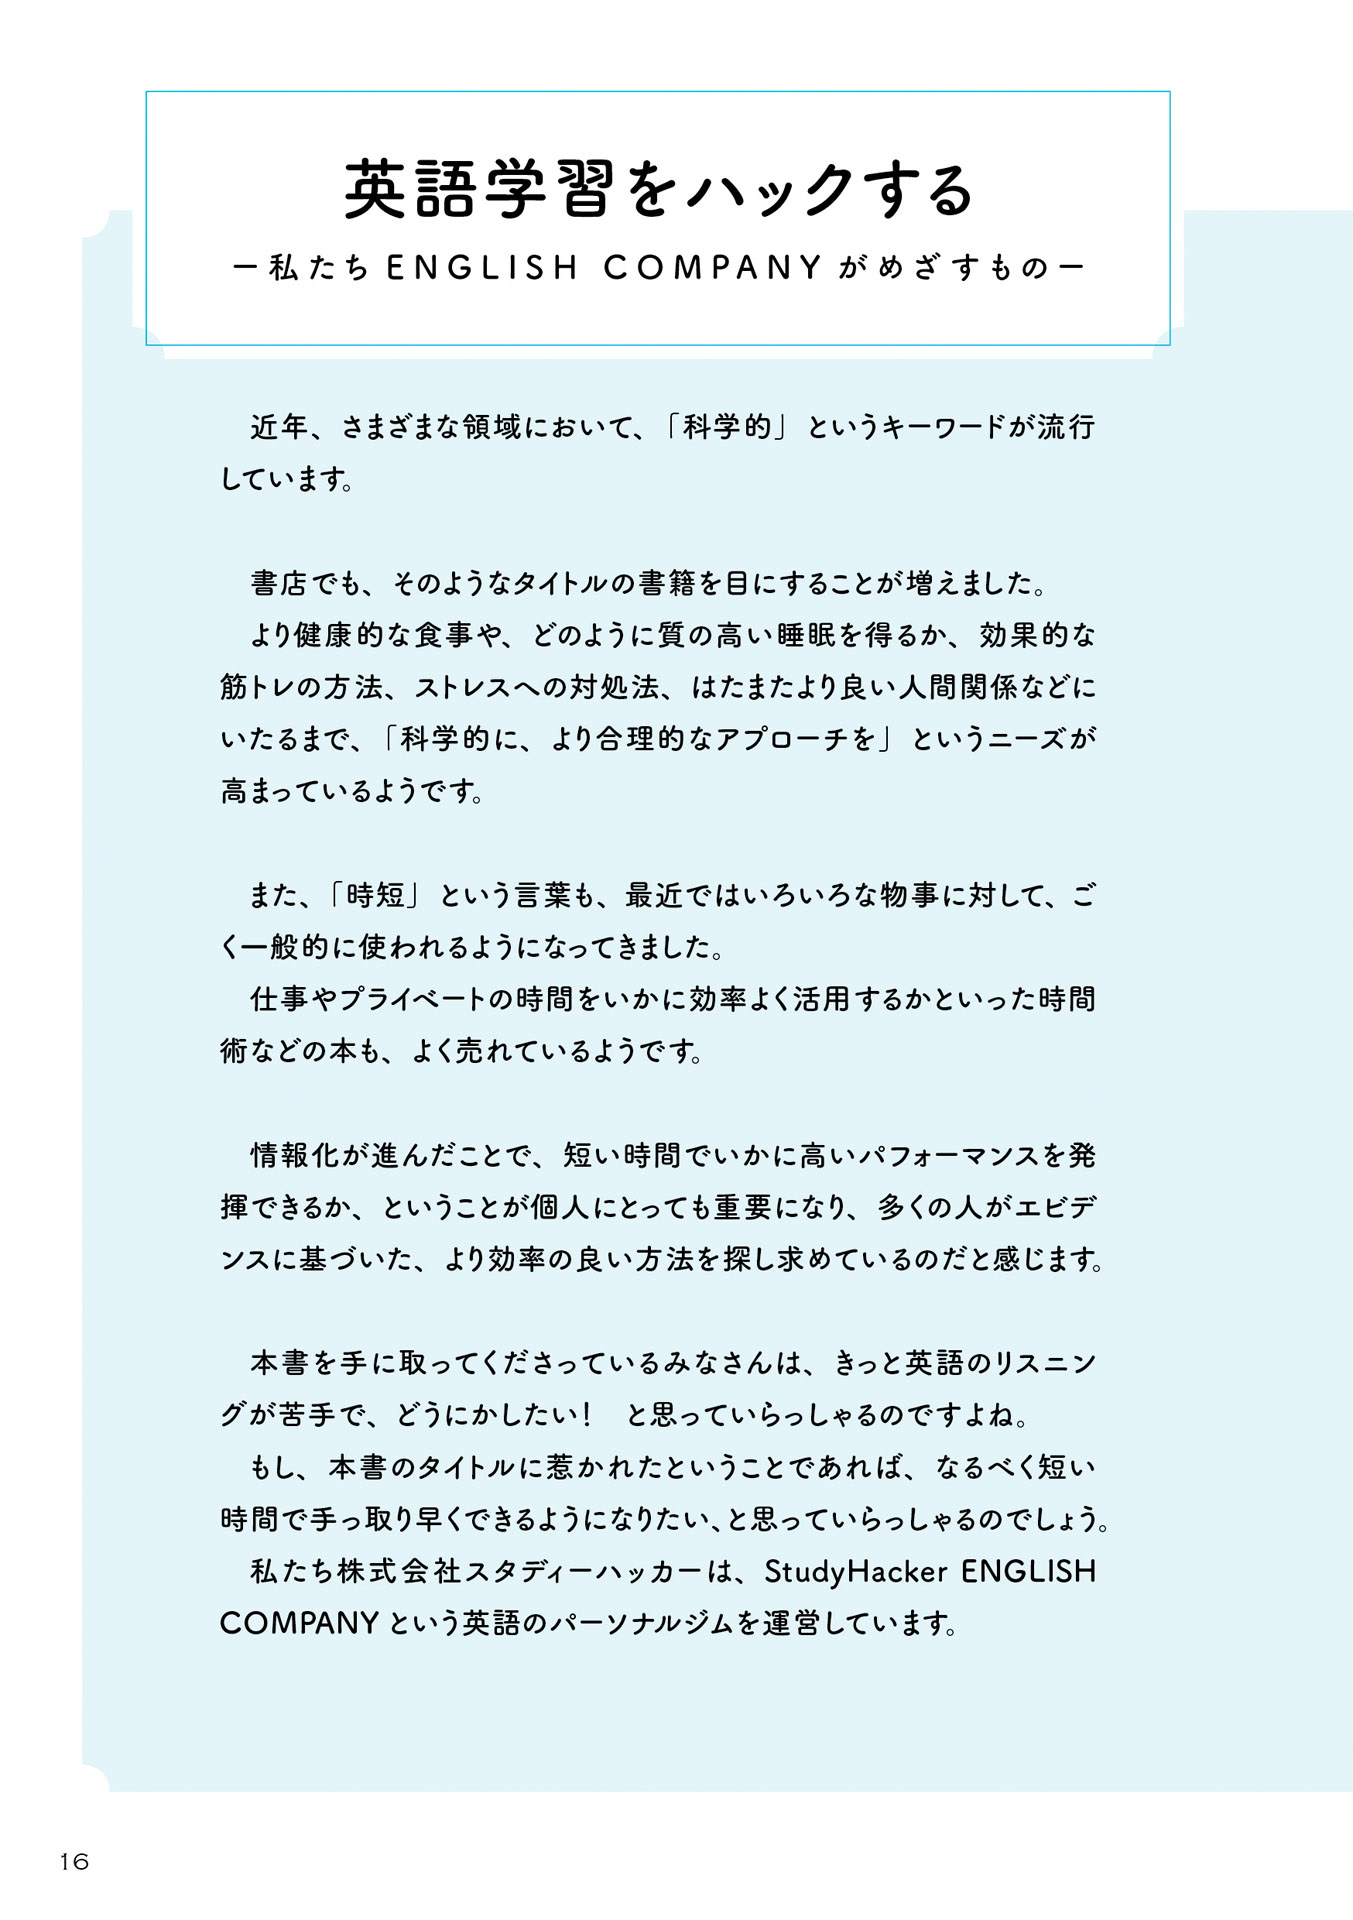 英語学習をハックする
－私たち ENGLISH COMPANY がめざすもの－
近年、さまざまな領域において、「科学的」というキーワードが流行
しています。
書店でも、そのようなタイトルの書籍を目にすることが増えました。
より健康的な食事や、どのように質の高い睡眠を得るか、効果的な
筋トレの方法、ストレスへの対処法、はたまたより良い人間関係などに
いたるまで、「科学的に、より合理的なアプローチを」というニーズが
高まっているようです。
また、「時短」という言葉も、最近ではいろいろな物事に対して、ご
く一般的に使われるようになってきました。
仕事やプライベートの時間をいかに効率よく活用するかといった時間
術などの本も、よく売れているようです。
情報化が進んだことで、短い時間でいかに高いパフォーマンスを発
揮できるか、ということが個人にとっても重要になり、多くの人がエビデ
ンスに基づいた、より効率の良い方法を探し求めているのだと感じます。
本書を手に取ってくださっているみなさんは、きっと英語のリスニン
グが苦手で、どうにかしたい！　と思っていらっしゃるのですよね。
もし、本書のタイトルに惹かれたということであれば、なるべく短い
時間で手っ取り早くできるようになりたい、と思っていらっしゃるのでしょう。
私たち株式会社スタディーハッカーは、StudyHacker ENGLISH
COMPANY という英語のパーソナルジムを運営しています。
16